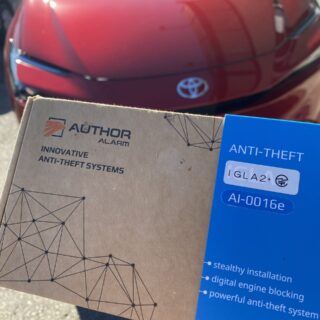 AUTHOR
ALARM
INNOVATIVE
ANTI-THEFT SYSTEMS
ANTI-THEFT
IGLA2+
AI-0016e
stealthy installation
digital engine blocking
powerful anti-theft system